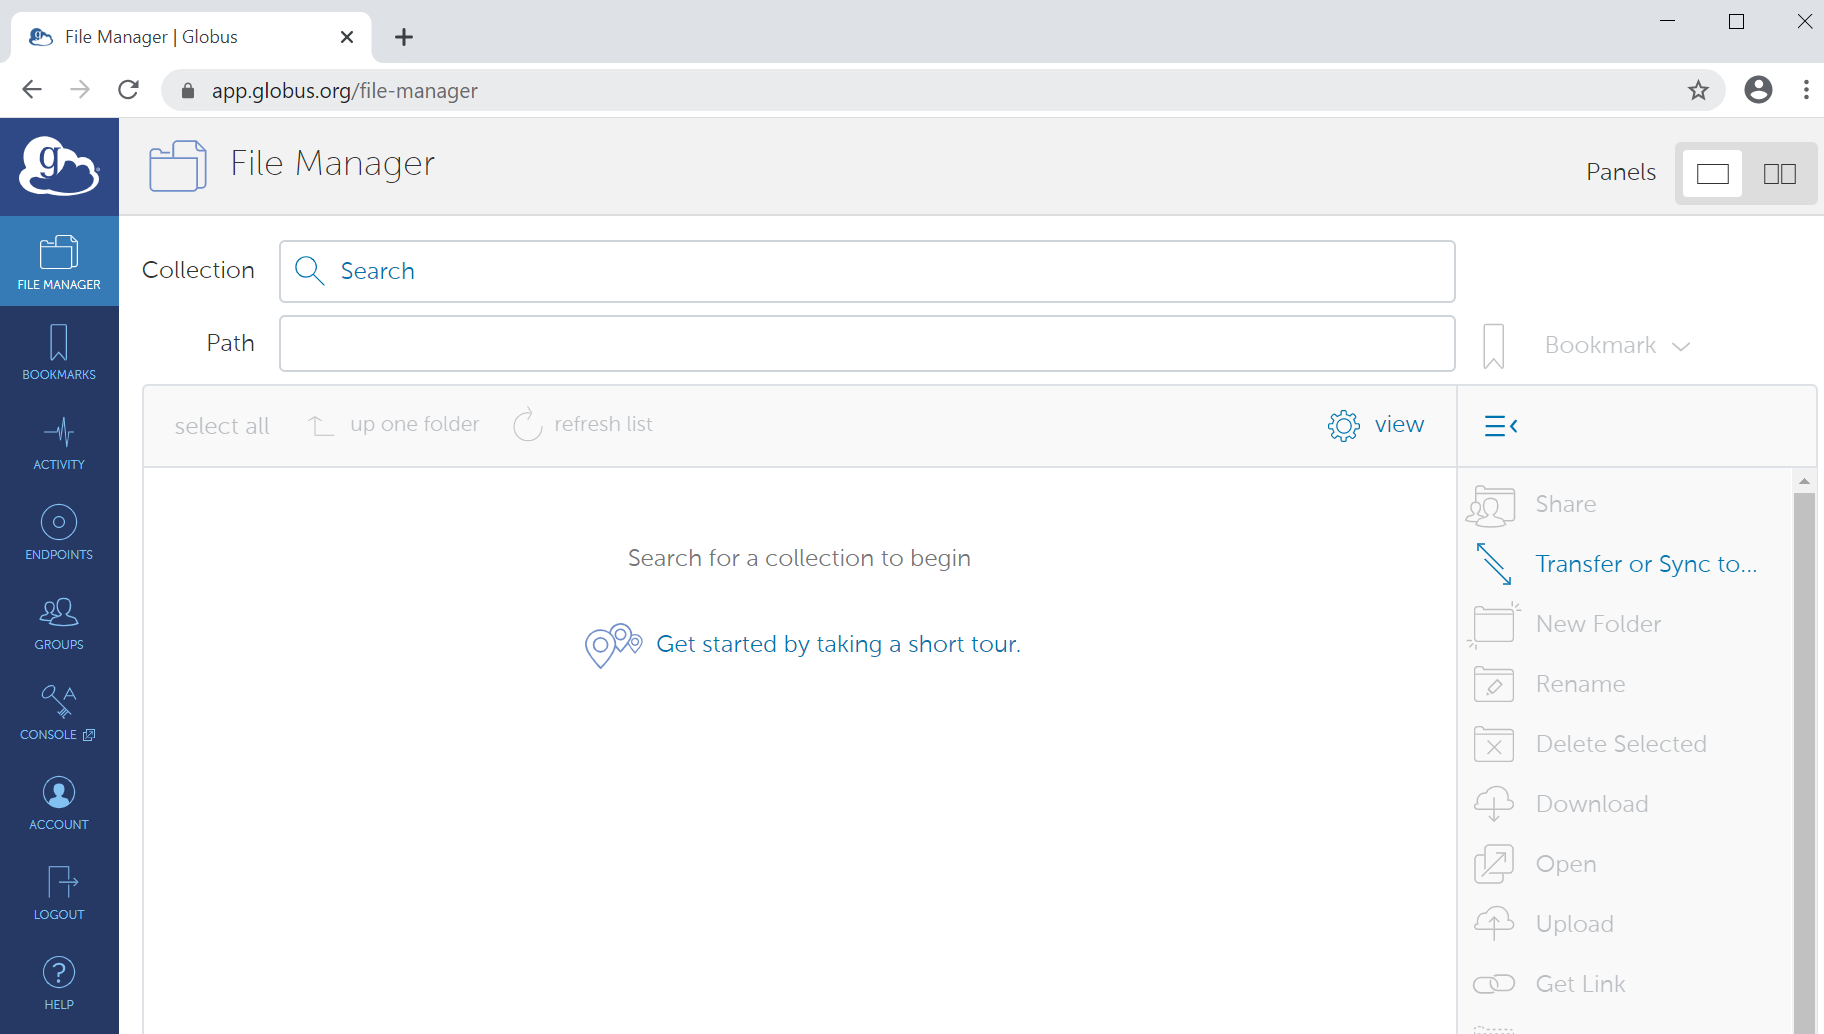 File Manager | Globus
app.globus.org/file-manager
g
File Manager
Panels
FILE MANAGER
BOOKMARKS
ACTIVITY
ENDPOINTS
GROUPS
CONSOLE
ACCOUNT
LOGOUT
HELP
Collection
Search
Path
Bookmark
select all
up one folder
refresh list
view
Search for a collection to begin
Get started by taking a short tour.
Share
Transfer or Sync to...
New Folder
Rename
Delete Selected
Download
Open
Upload
Get Link